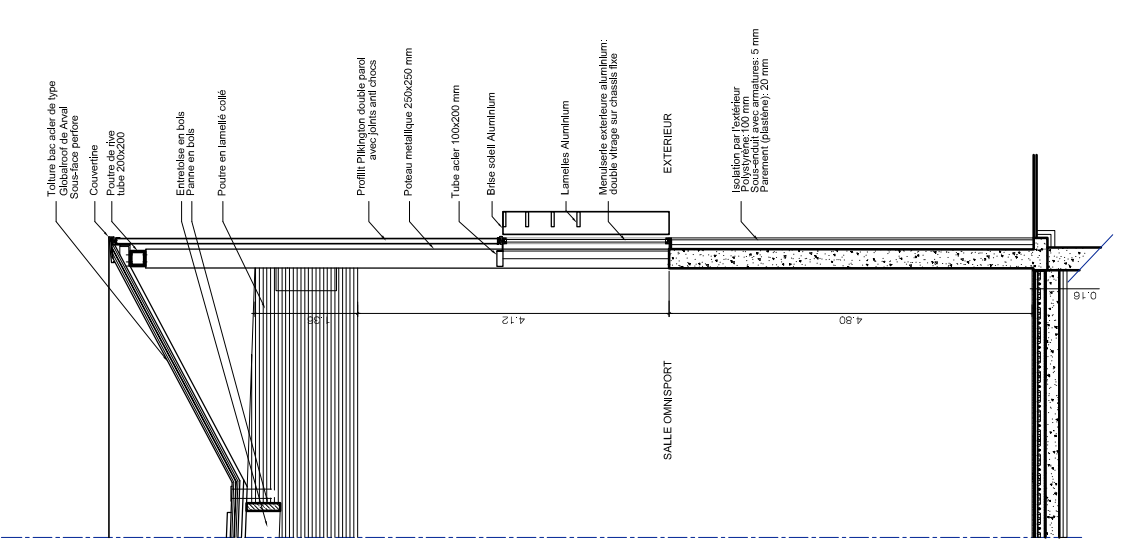 Toiture bac acier de type
Globalroof de Arval
Sous-face perfore
Couvertine
Poutre de rive
tube 200x200
Entretoise en bois
Panne en bois
Poutre en lamellé collé
Profilit Pilkington double paroi
avec joints anti chocs
Poteau metallique 250x250 mm
Tube acier 100x200 mm
Brise soleil Aluminium
Lamelles Aluminium
Menuiserie exterieure aluminium:
double vitrage sur chassis fixe
EXTERIEUR
Isolation par l'extérieur
Polystyrène:100 mm
Sous-enduit avec armatures: 5 mm
Parement (plastène): 20 mm
1.36
4.12
4.80
0.16
SALLE OMNISPORT